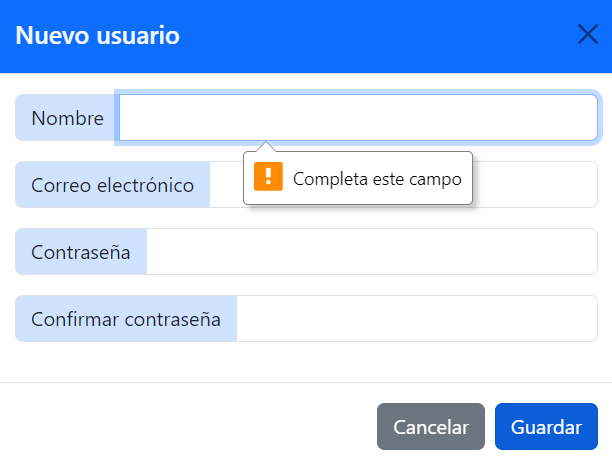 Nuevo usuario
Nombre
Completa este campo
Correo electrónico
Contraseña
Confirmar contraseña
Cancelar
Guardar